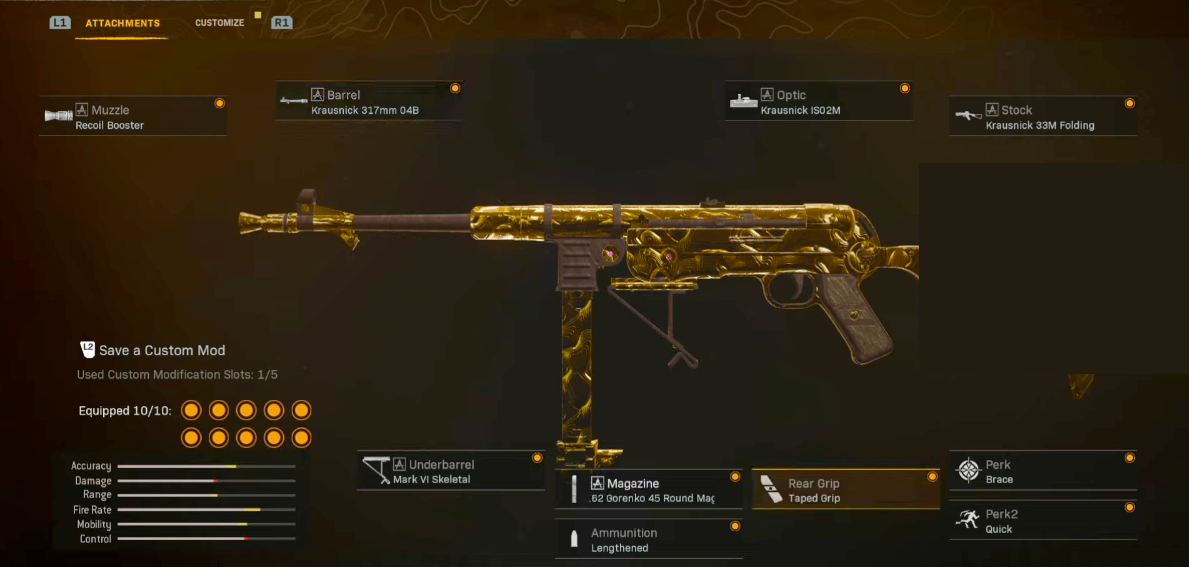 L1 ATTACHMENTS CUSTOMIZE R1
Muzzle
Recoil Booster
Barrel
Krausnick 317mm 04B
Optic
Krausnick IS02M
Stock
Krausnick 33M Folding
L2 Save a Custom Mod
Used Custom Modification Slots: 1/5
Equipped 10/10:
Accuracy
Damage
Range
Fire Rate
Mobility
Control
Underbarrel
Mark VI Skeletal
Magazine
.62 Gorenko 45 Round Mag
Ammunition
Lengthened
Rear Grip
Taped Grip
Perk
Brace
Perk2
Quick